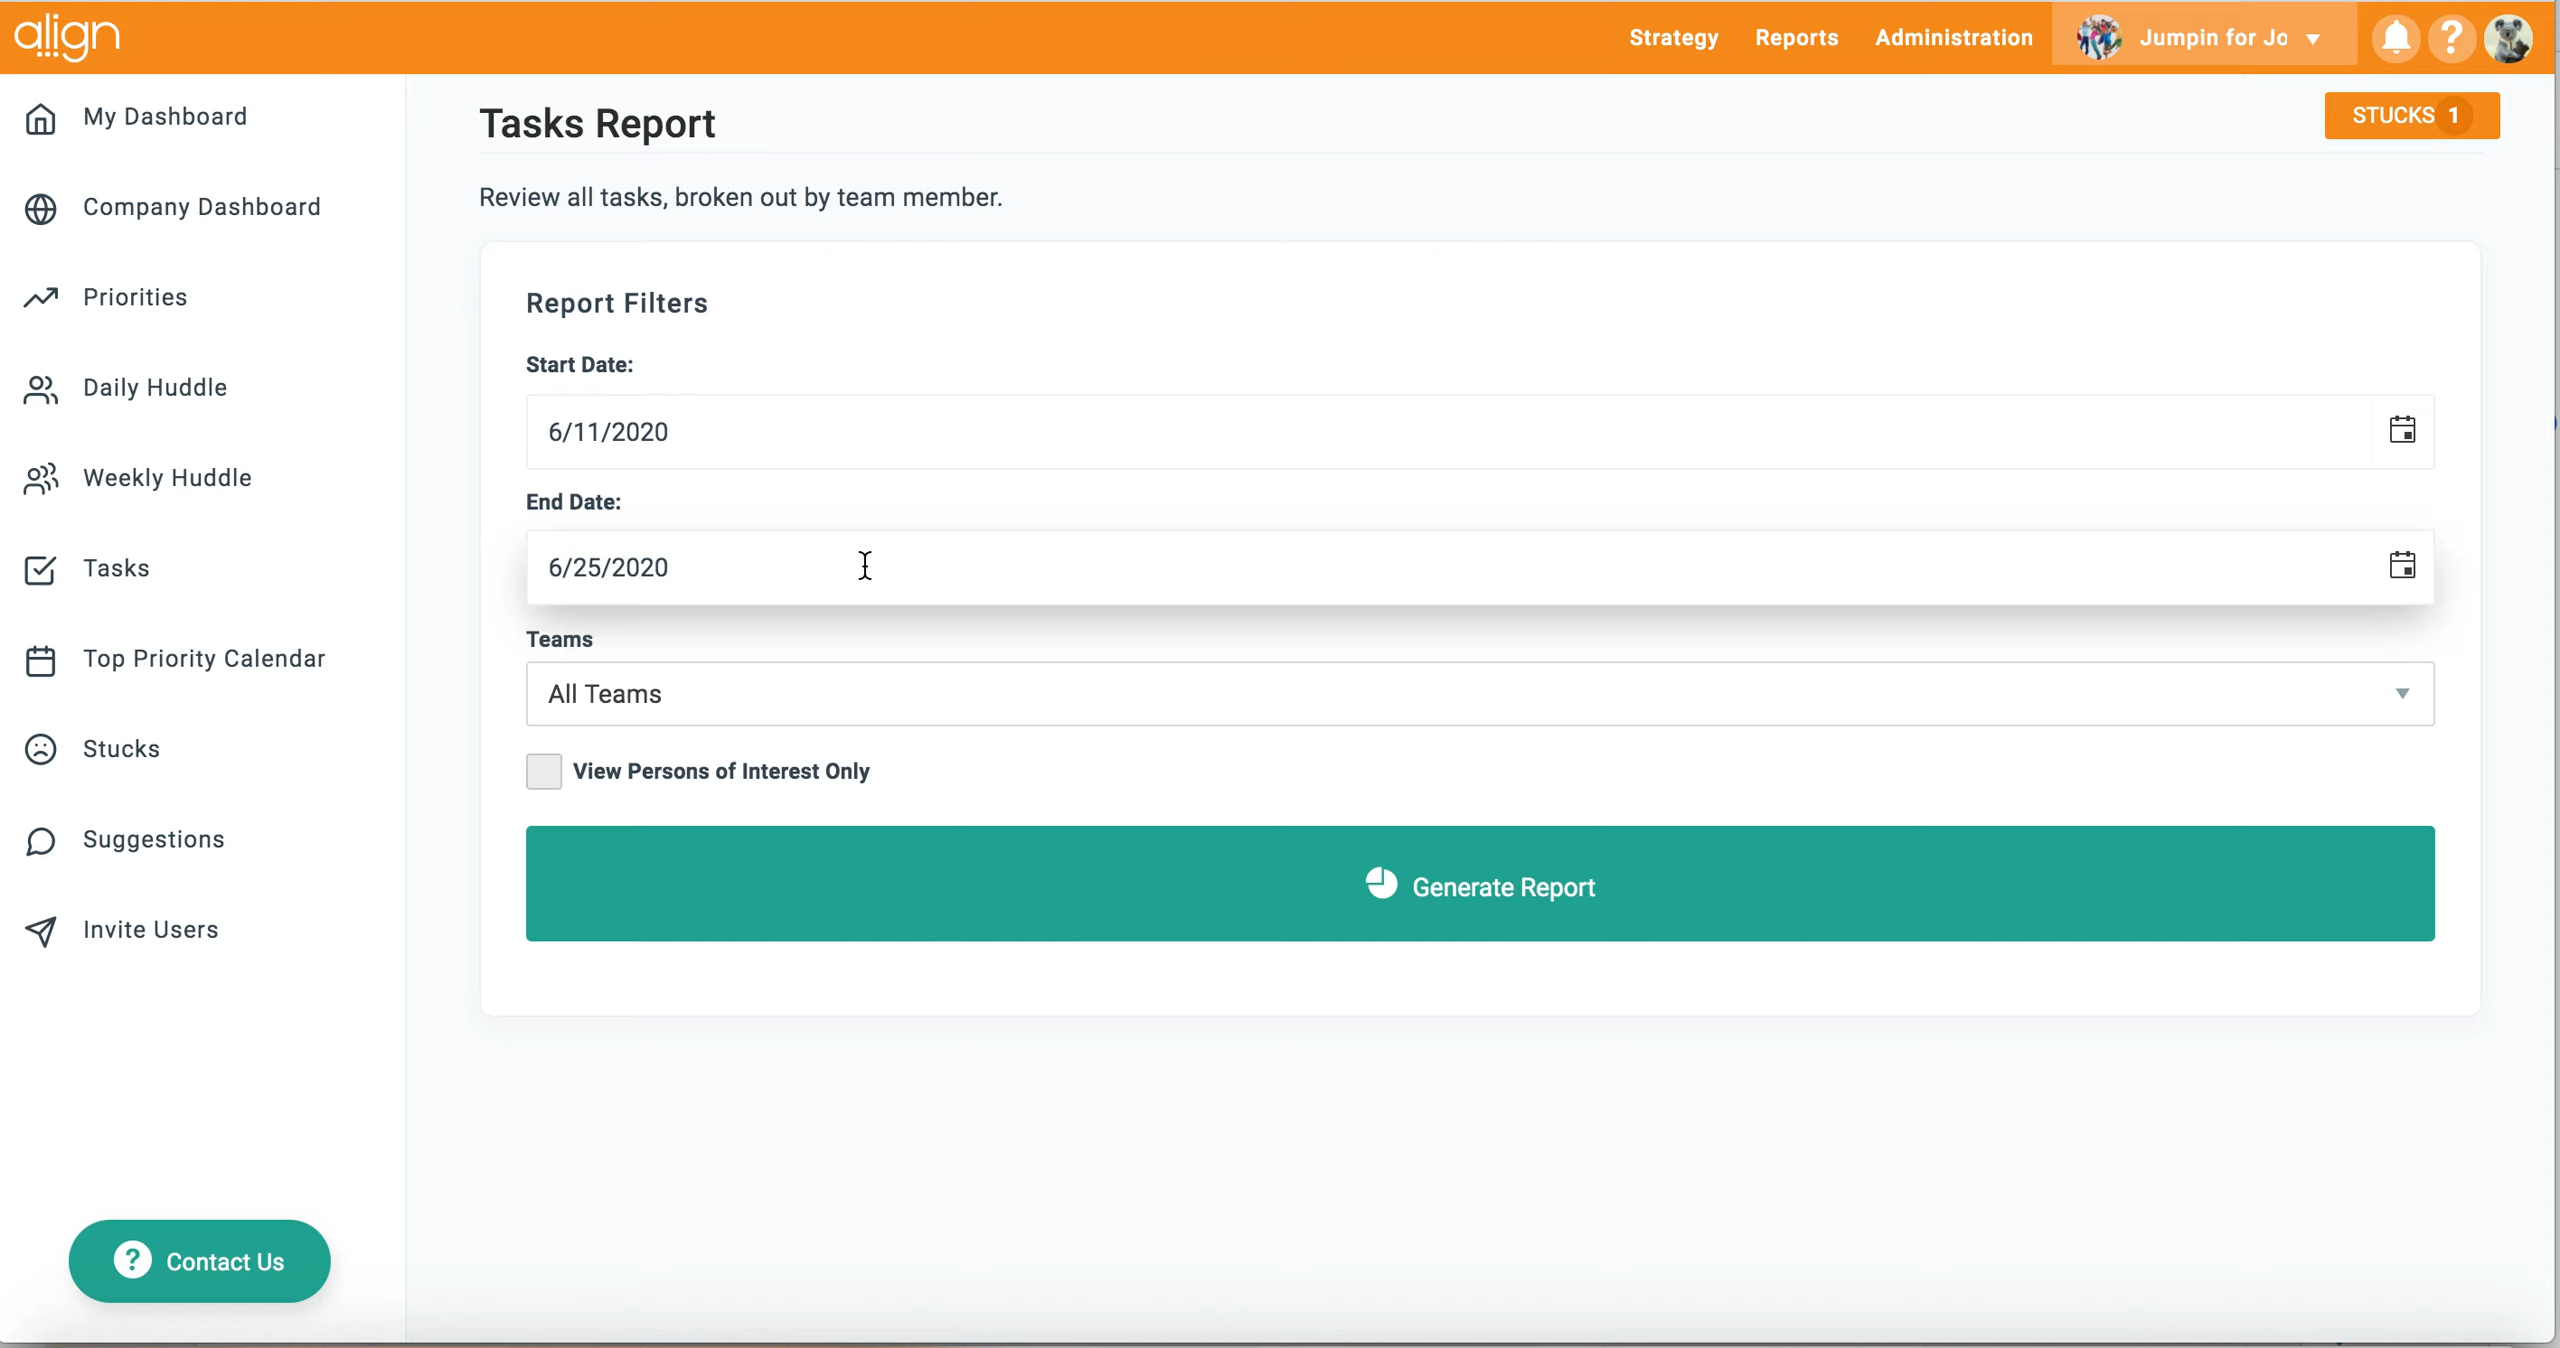 align
Strategy Reports Administration Jumpin for Jo ?
My Dashboard
Company Dashboard
Priorities
Daily Huddle
Weekly Huddle
Tasks
Top Priority Calendar
Stucks
Suggestions
Invite Users
? Contact Us
Tasks Report
STUCKS 1
Review all tasks, broken out by team member.
Report Filters
Start Date:
6/11/2020
End Date:
6/25/2020
Teams
All Teams
View Persons of Interest Only
Generate Report